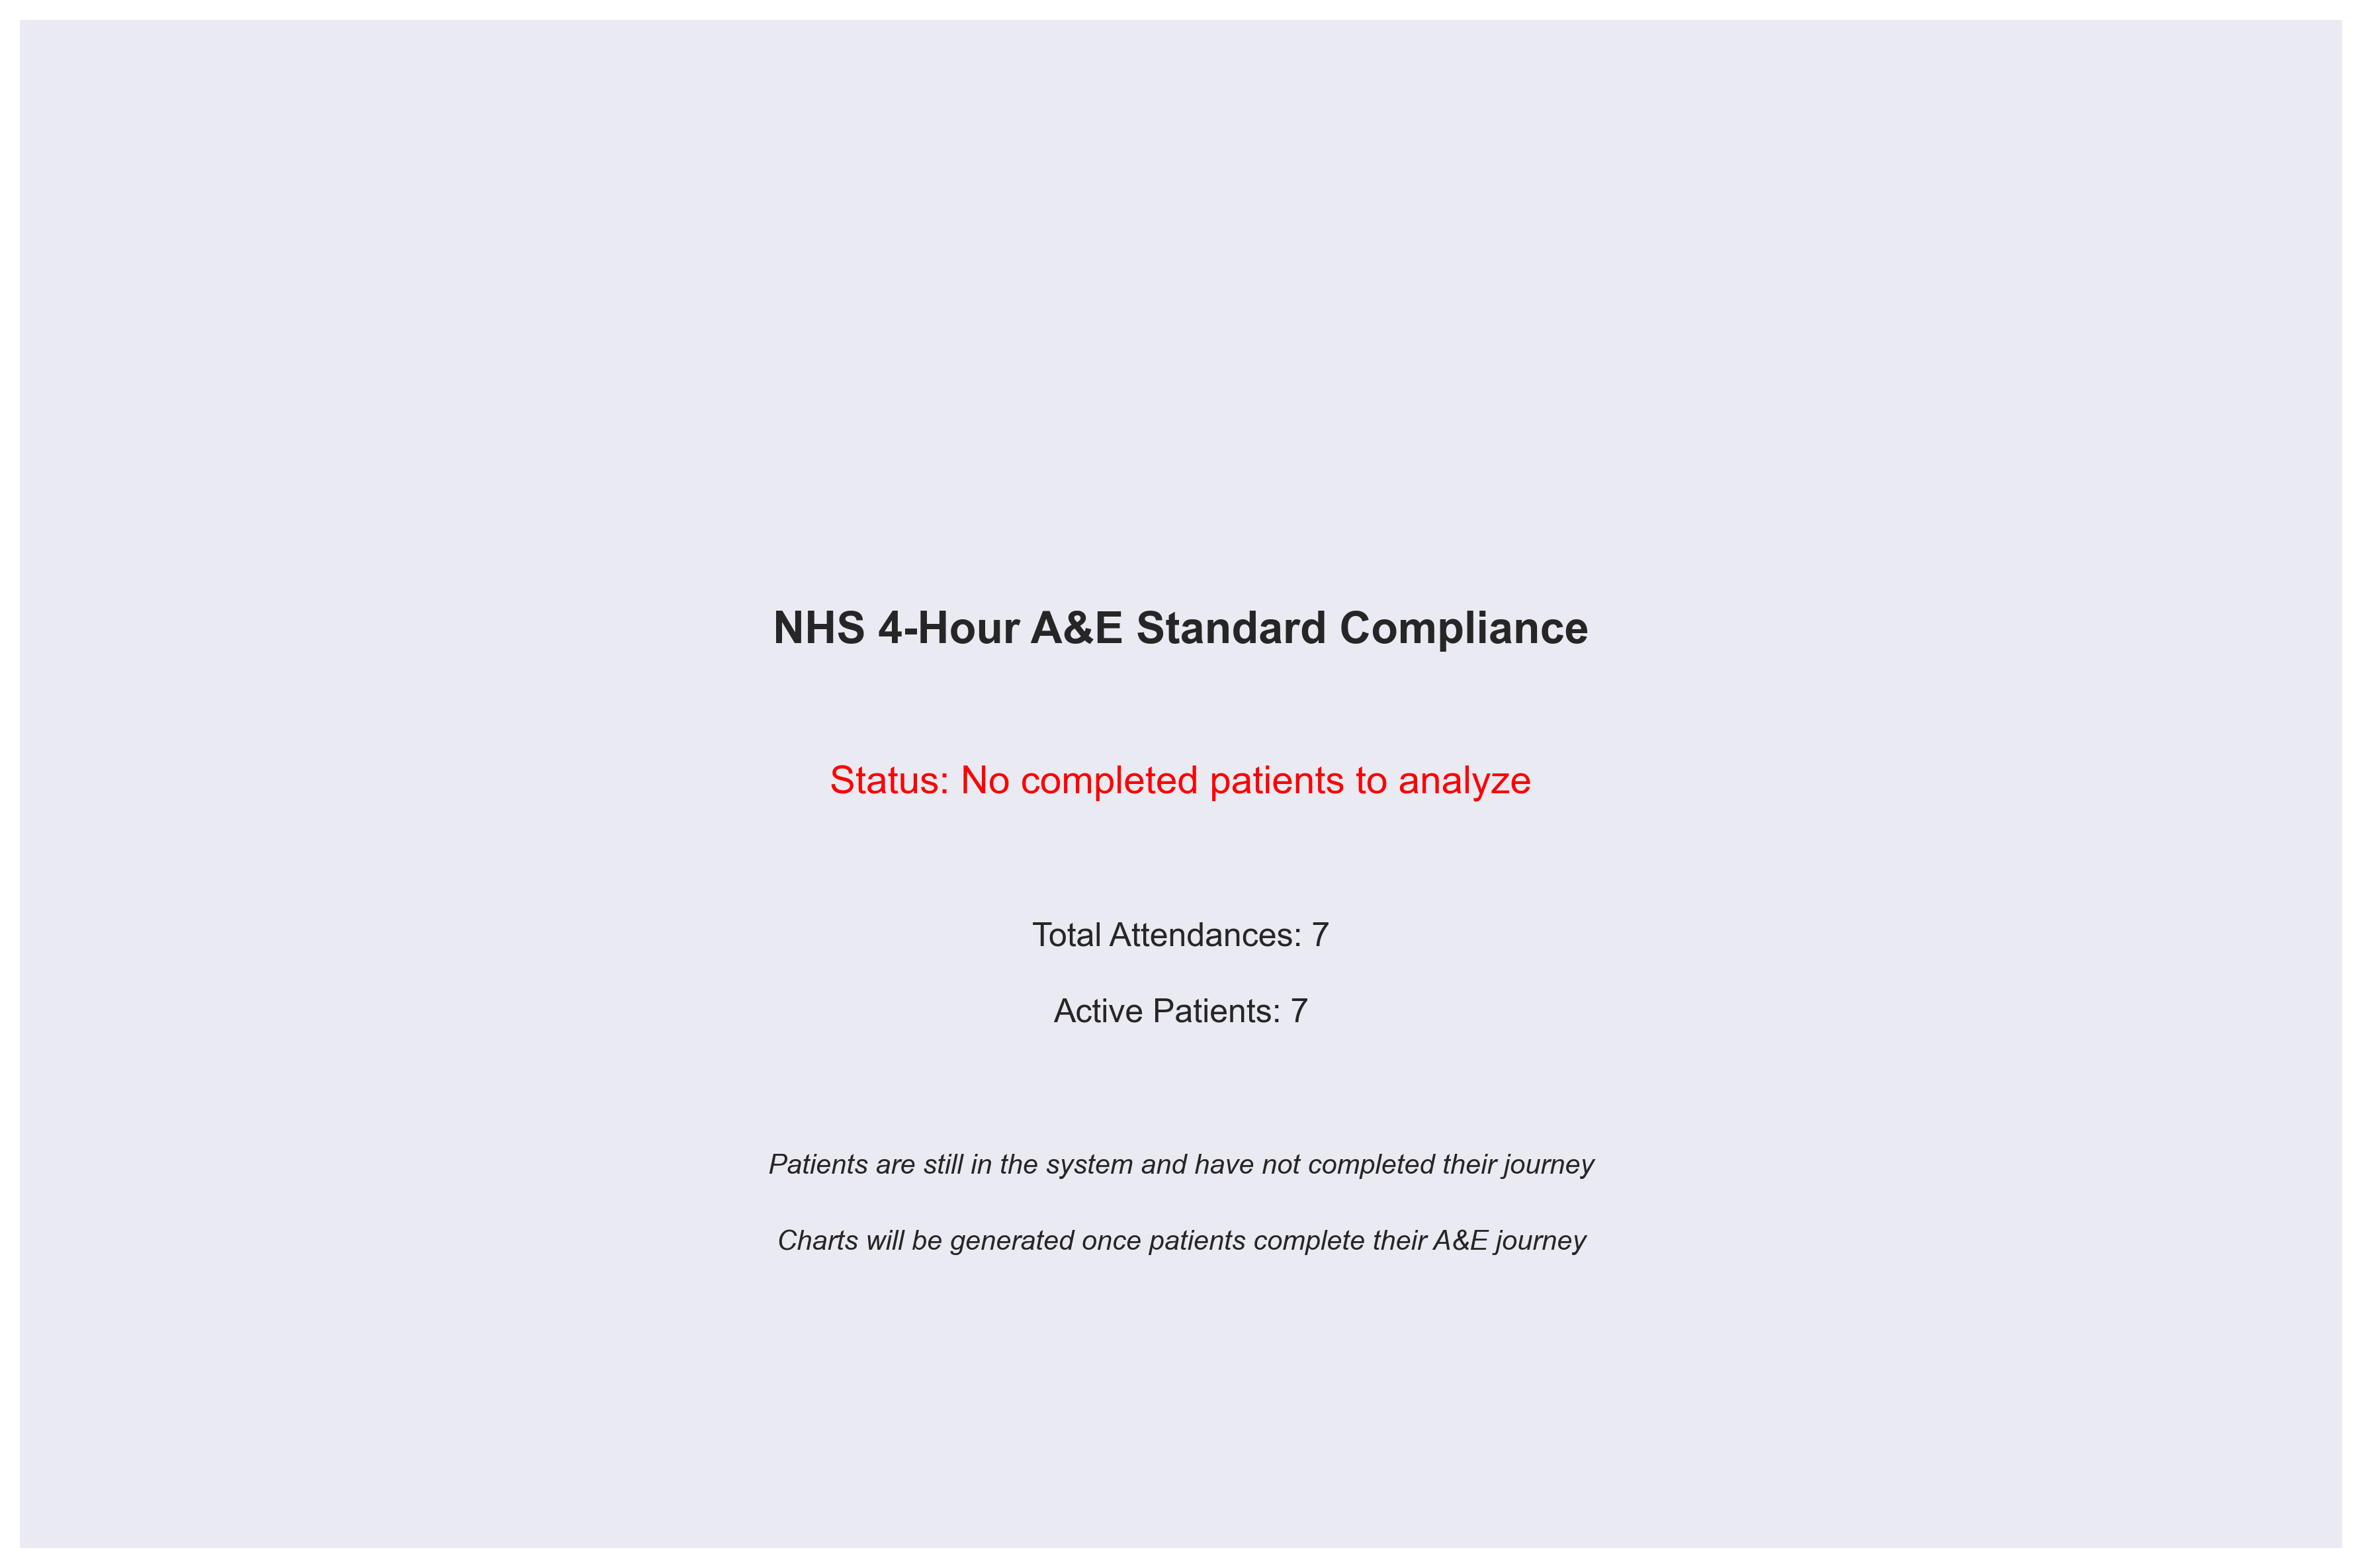 NHS 4-Hour A&E Standard Compliance
Status: No completed patients to analyze
Total Attendances: 7
Active Patients: 7
Patients are still in the system and have not completed their journey
Charts will be generated once patients complete their A&E journey